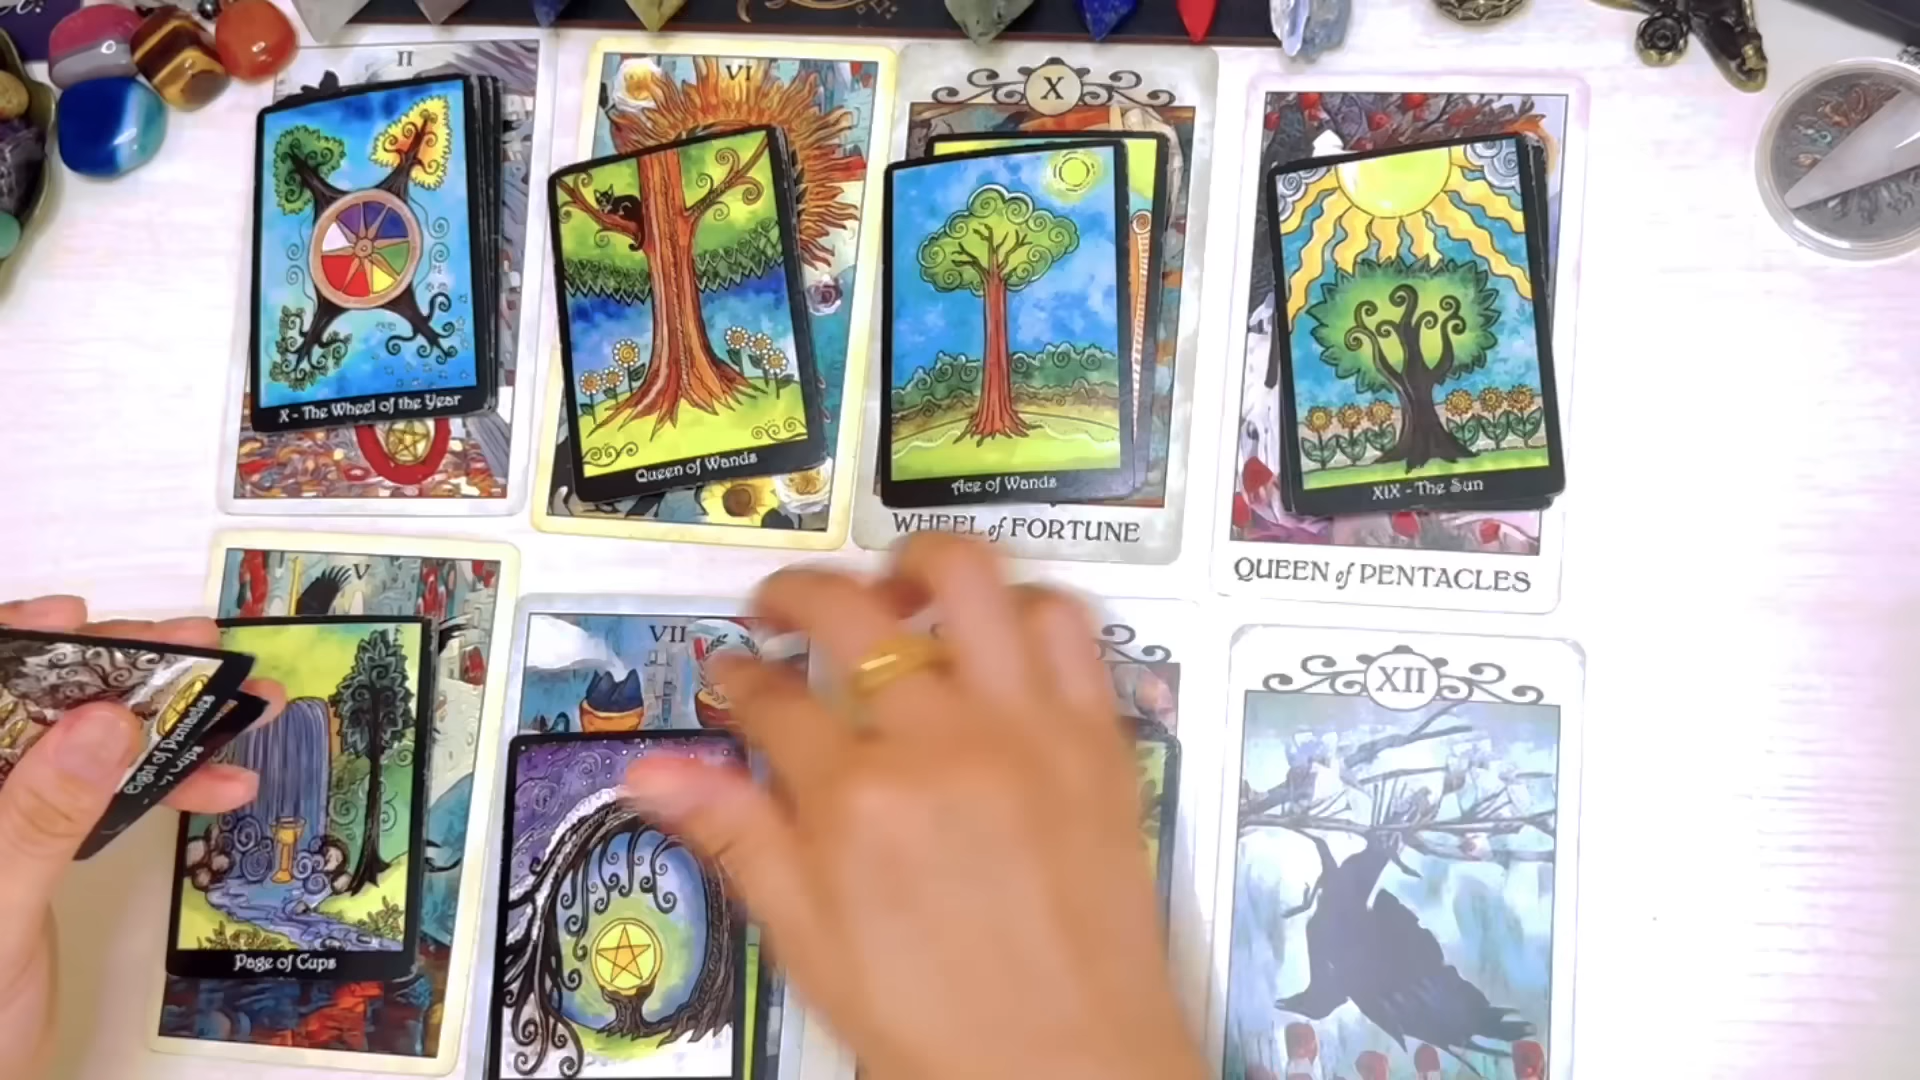 II
VI
X
X - The Wheel of the Year
Queen of Wands
Ace of Wands
XIX - The Sun
WHEEL of FORTUNE
QUEEN of PENTACLES
V
VII
XII
Eight of Pentacles
Cups
Page of Cups